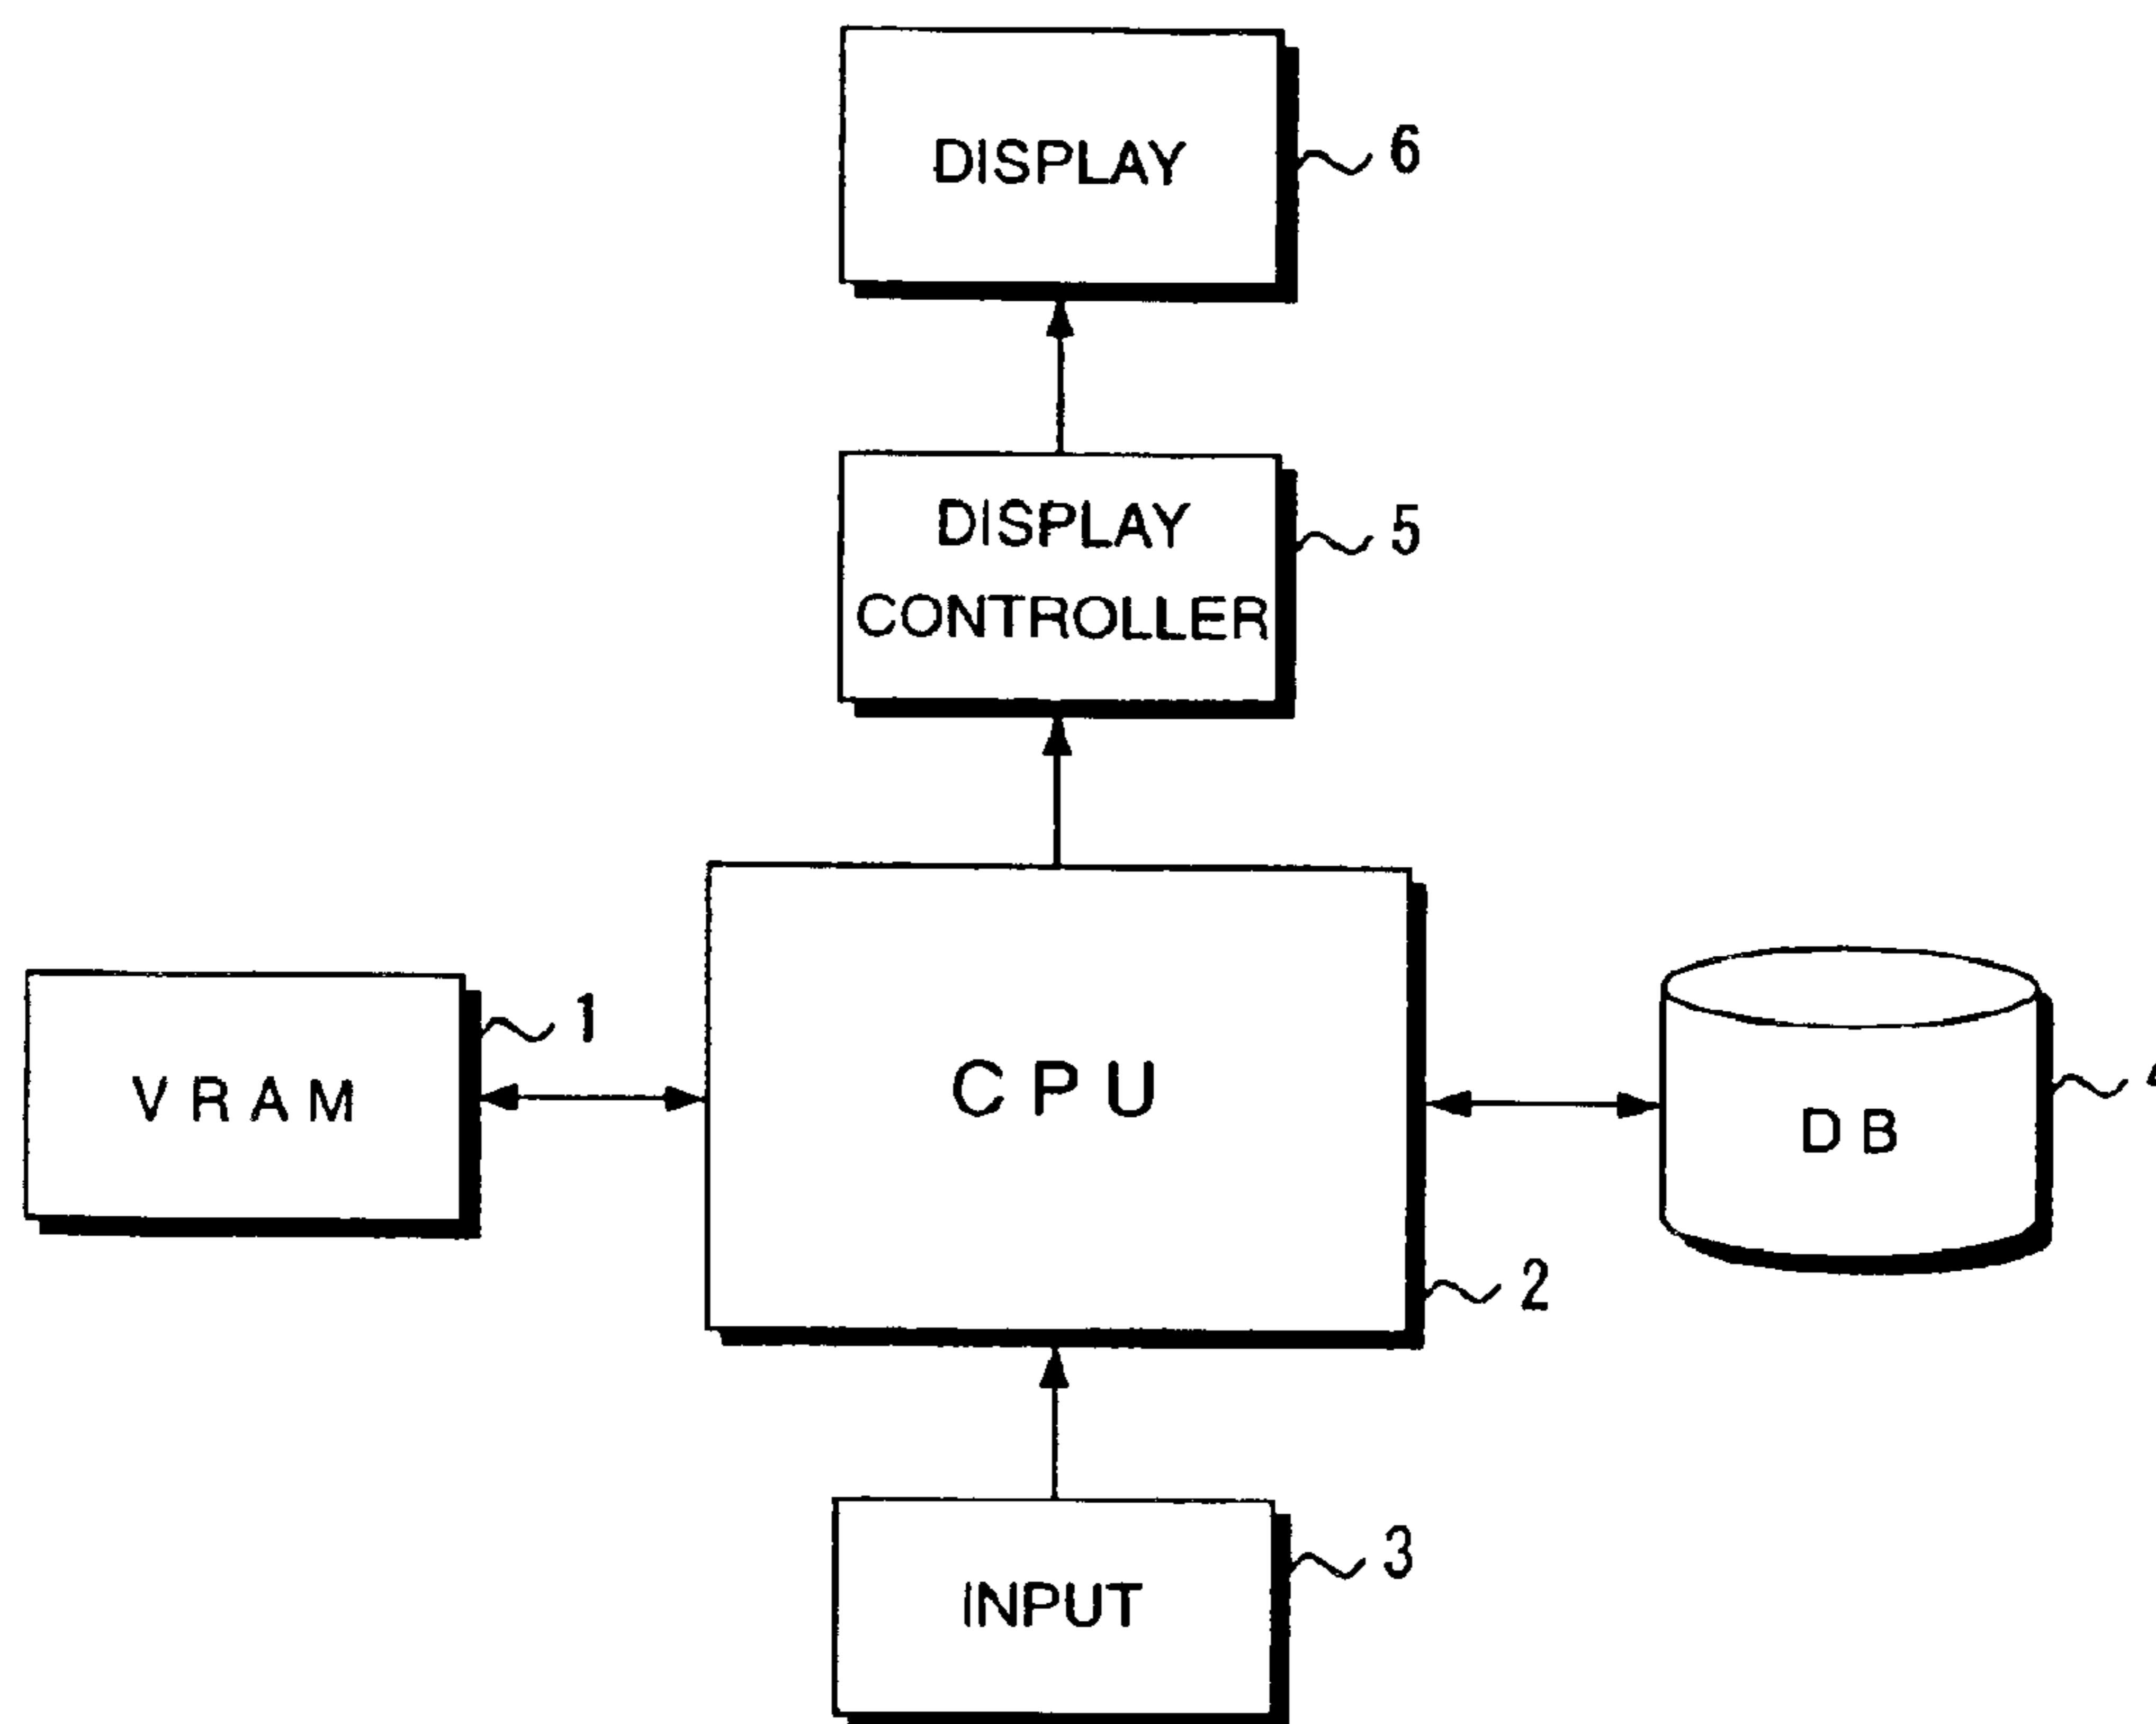 DISPLAY
6
DISPLAY
CONTROLLER
5
CPU
VRAM
1
DB
2
INPUT
3